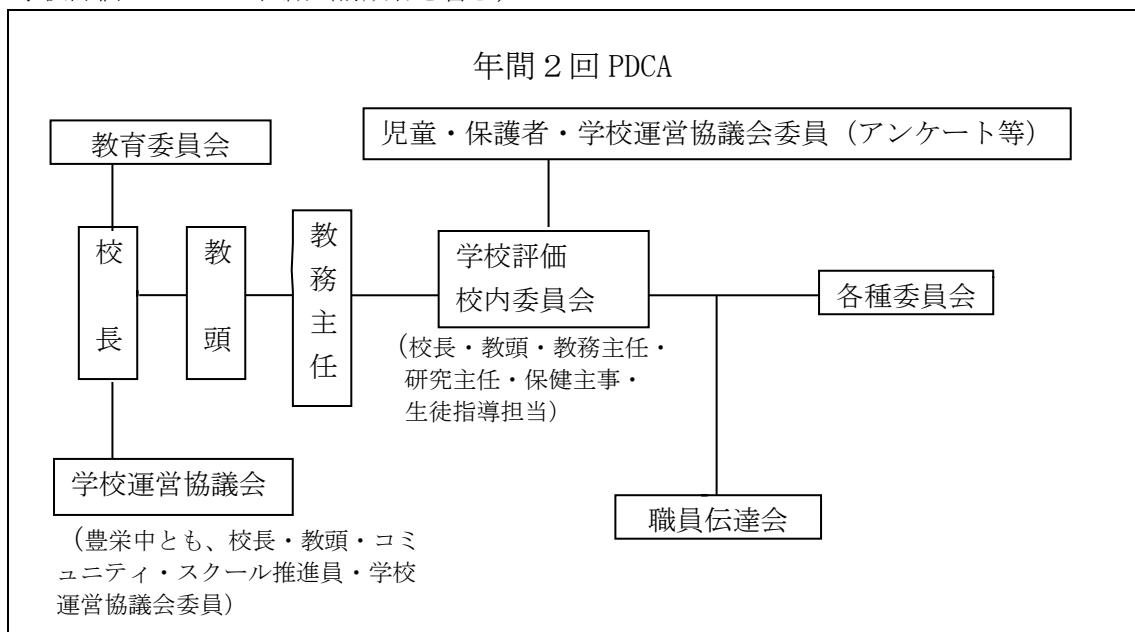 年間２回 PDCA
教育委員会
児童・保護者・学校運営協議会委員（アンケート等）
校長
教頭
教務主任
学校評価
校内委員会
各種委員会
（校長・教頭・教務主任・
研究主任・保健主事・
生徒指導担当）
学校運営協議会
（豊栄中とも、校長・教頭・コミ
ュニティ・スクール推進員・学校
運営協議会委員）
職員伝達会